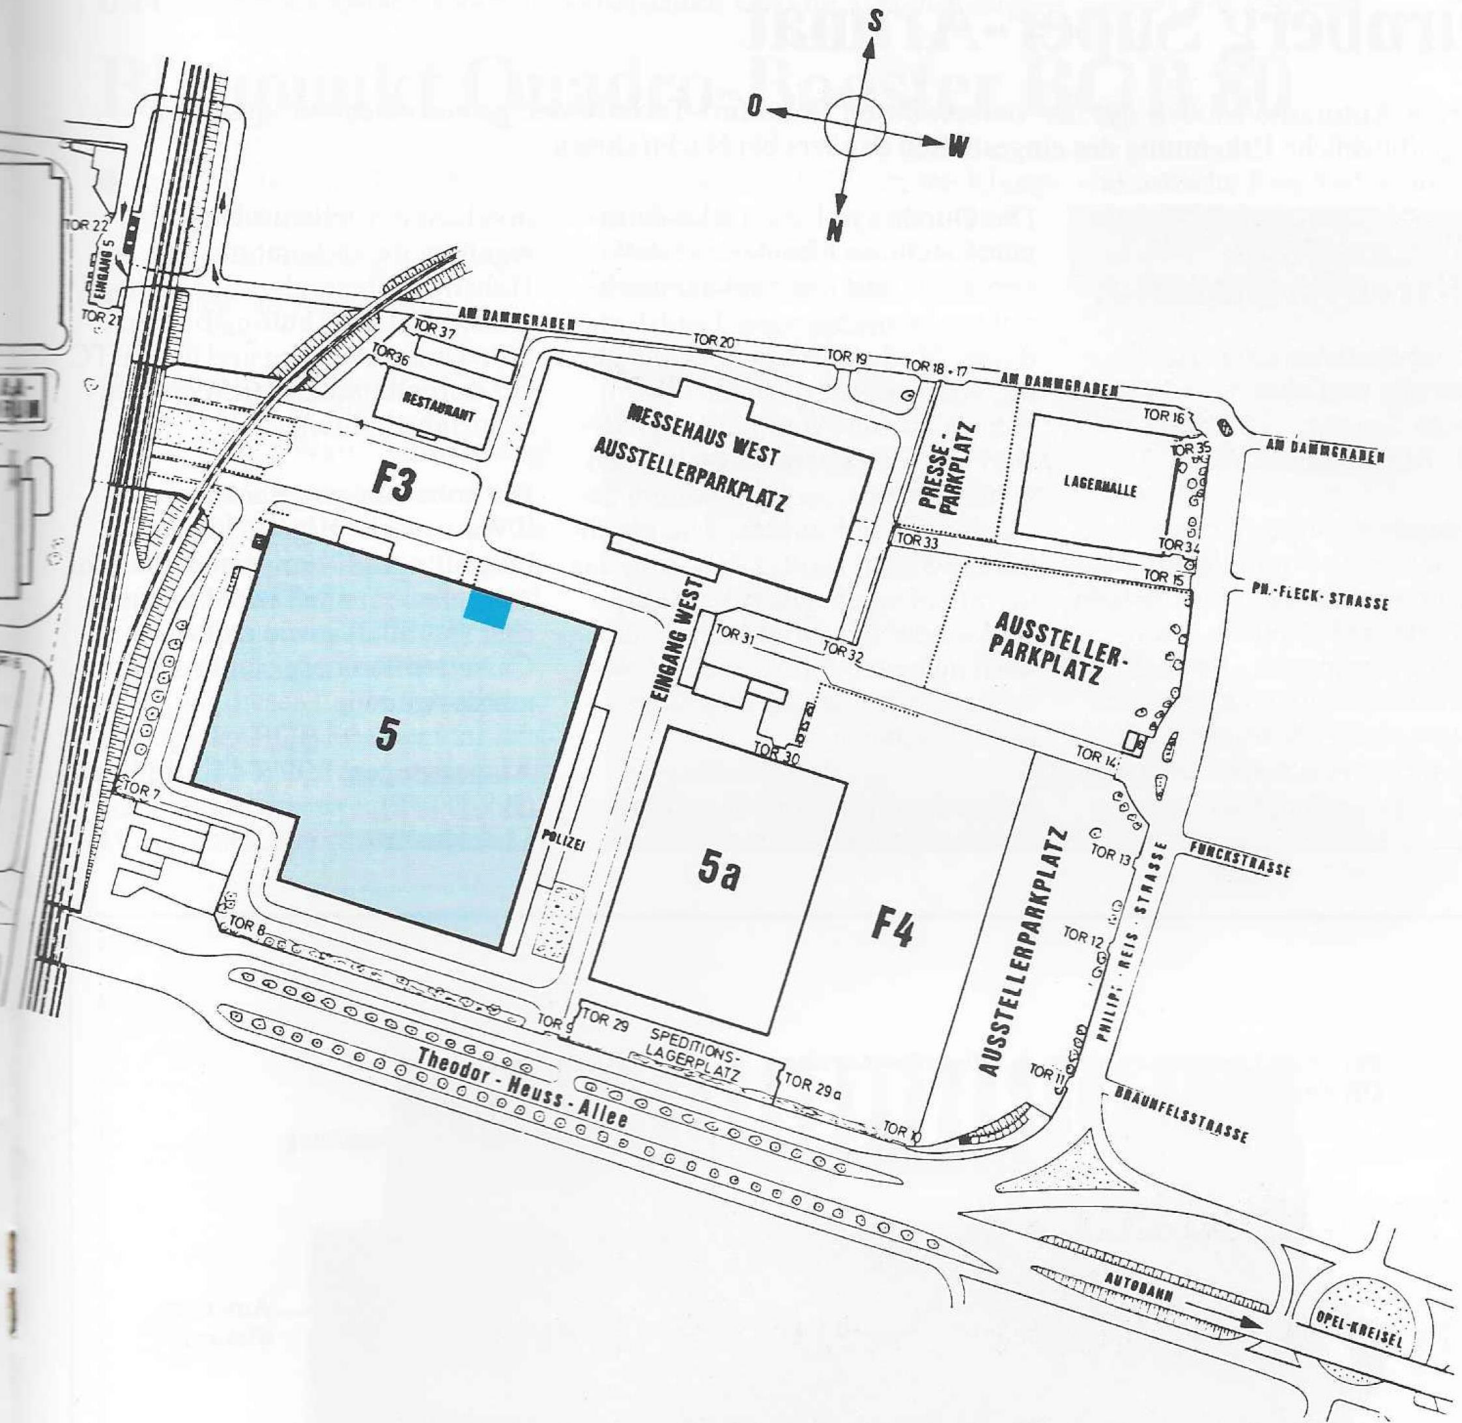 S
O
W
N
TOR 22
EINGANG 5
TOR 21
AM DAMMGRABEN
TOR 37
TOR 36
RESTAURANT
TOR 20
TOR 19
TOR 18 + 17
AM DAMMGRABEN
TOR 16
AM DAMMGRABEN
TOR 35
F3
MESSEHAUS WEST
AUSSTELLERPARKPLATZ
PRESSE-
PARKPLATZ
LAGERHALLE
TOR 34
TOR 33
TOR 15
PH.-FLECK-STRASSE
EINGANG WEST
TOR 31
TOR 32
AUSSTELLER-
PARKPLATZ
5
TOR 30
TOR 14
TOR 7
POLIZEI
5a
F4
AUSSTELLERPARKPLATZ
TOR 13
FUNCKSTRASSE
PHILIPP-REIS-STRASSE
TOR 12
TOR 8
TOR 9
TOR 29
SPEDITIONS-
LAGERPLATZ
TOR 29a
TOR 11
TOR 10
Theodor-Heuss-Allee
BRAUNFELSSTRASSE
AUTOBAHN
OPEL-KREISEL